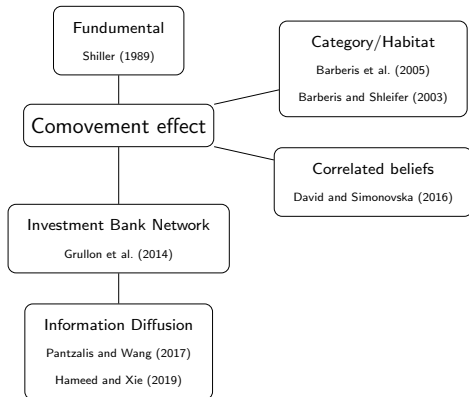 Fundumental
Shiller (1989)
Category/Habitat
Barberis et al. (2005)
Barberis and Shleifer (2003)
Comovement effect
Correlated beliefs
David and Simonovska (2016)
Investment Bank Network
Grullon et al. (2014)
Information Diffusion
Pantzalis and Wang (2017)
Hameed and Xie (2019)